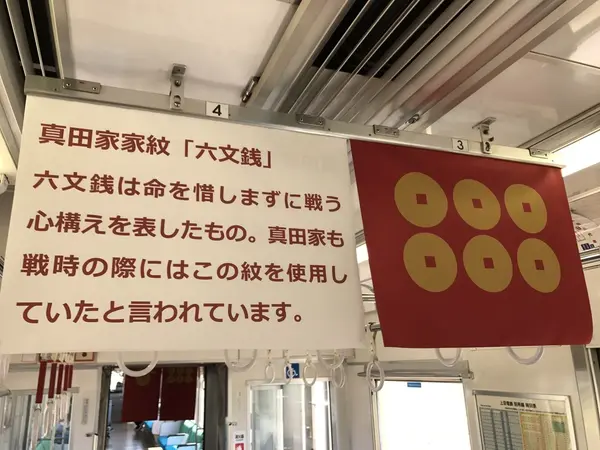 4
3
真田家家紋「六文銭」
六文銭は命を惜しまずに戦う
心構えを表したもの。真田家も
戦時の際にはこの紋を使用し
ていたと言われています。